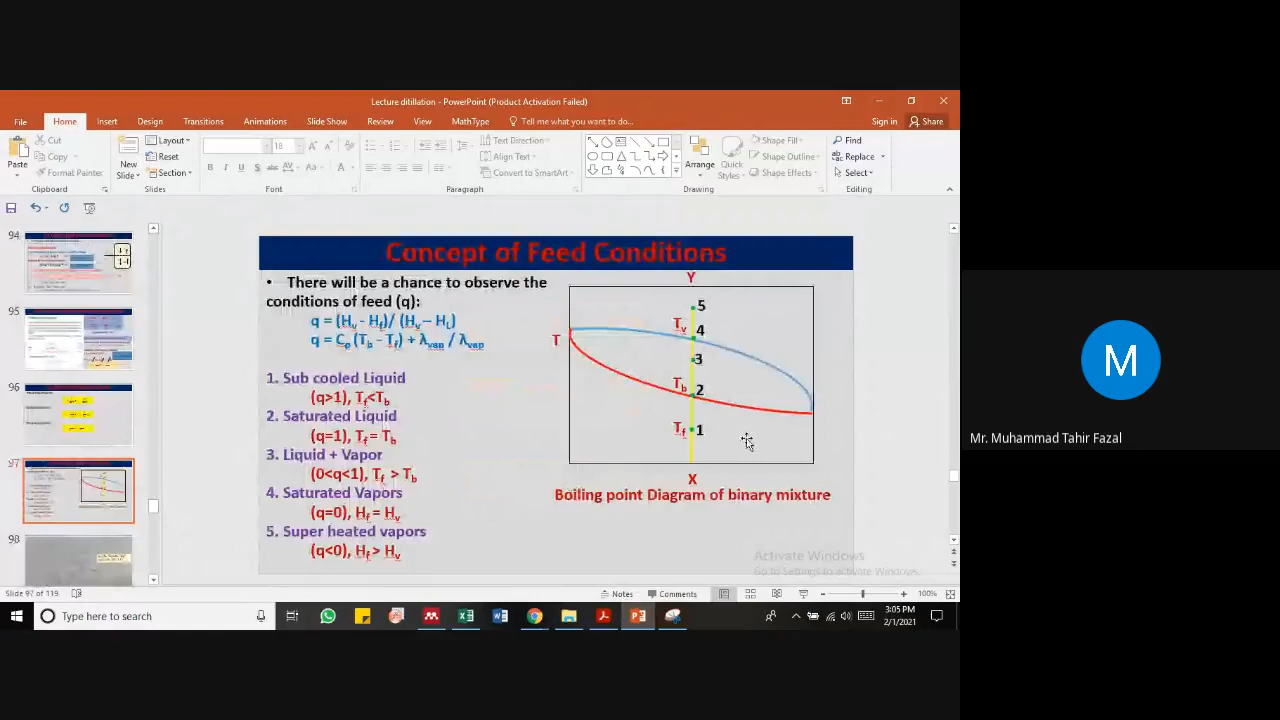 Lecture ditillation - PowerPoint (Product Activation Failed)
File Home Insert Design Transitions Animations Slide Show Review View MathType Tell me what you want to do... Sign in Share
Paste
Cut
Copy
Format Painter
Clipboard
New
Slide
Layout
Reset
Section
Slides
18
Font
Text Direction
Align Text
Convert to SmartArt
Paragraph
Arrange
Quick
Styles
Shape Fill
Shape Outline
Shape Effects
Drawing
Find
Replace
Select
Editing
94
95
96
97
98
Concept of Feed Conditions
• There will be a chance to observe the
conditions of feed (q):
q = (Hv - Hf)/ (Hv – HL)
q = Cp (Tb - Tf) + λvap / λvap
1. Sub cooled Liquid
(q>1), Tf<Tb
2. Saturated Liquid
(q=1), Tf = Tb
3. Liquid + Vapor
(0<q<1), Tf > Tb
4. Saturated Vapors
(q=0), Hf = Hv
5. Super heated vapors
(q<0), Hf > Hv
Y
5
Tv 4
T
3
Tb 2
Tf 1
X
Boiling point Diagram of binary mixture
Activate Windows
Go to Settings to activate Windows.
Slide 97 of 119
Notes Comments 100%
Type here to search
3:05 PM
2/1/2021
M
Mr. Muhammad Tahir Fazal